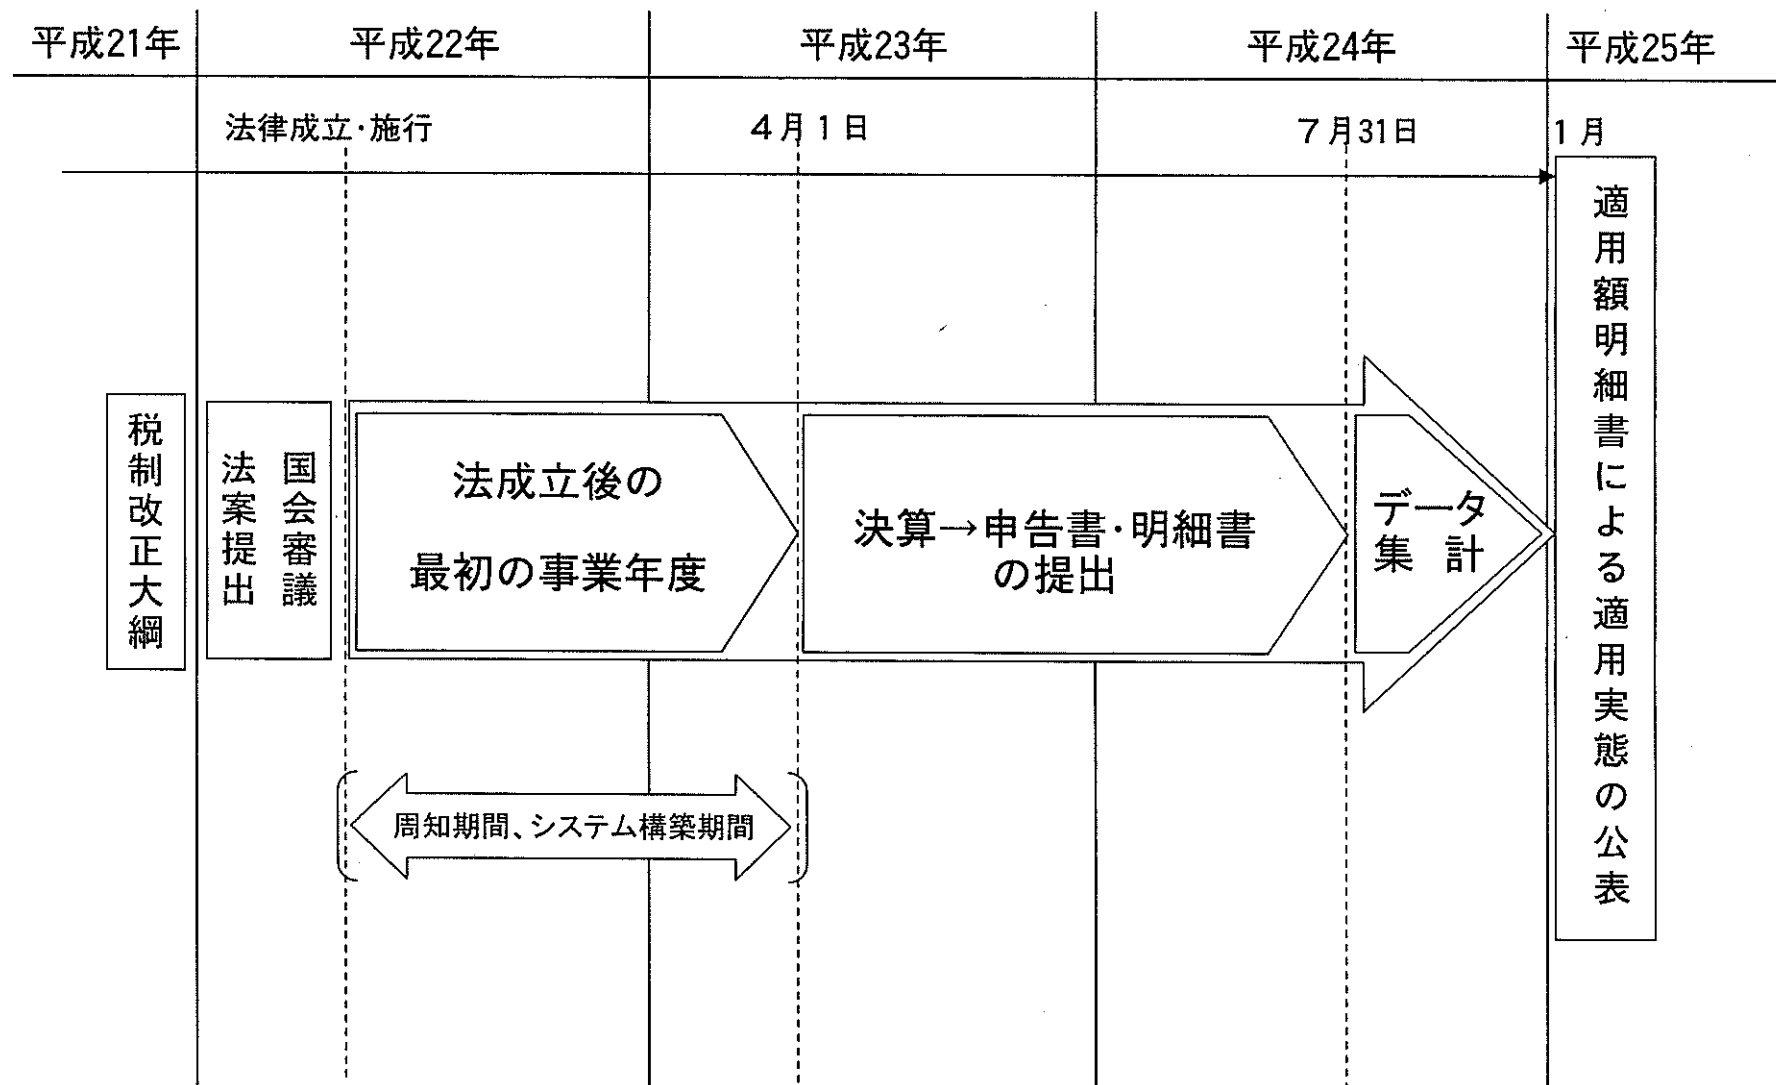 平成21年
平成22年
平成23年
平成24年
平成25年
法律成立・施行
4月1日
7月31日
1月
税制改正大綱
国会審議
法案提出
法成立後の
最初の事業年度
決算→申告書・明細書
の提出
データ
集計
適用額明細書による適用実態の公表
周知期間、システム構築期間